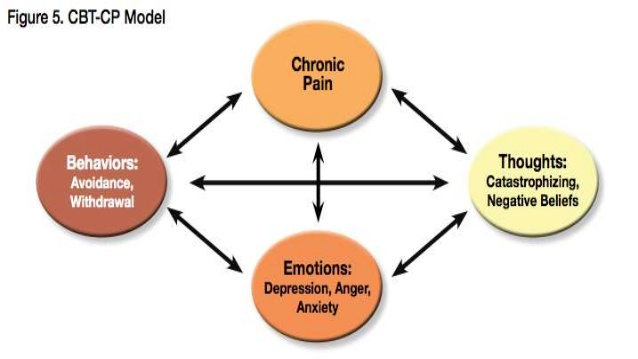 Figure 5. CBT-CP Model
Chronic
Pain
Behaviors:
Avoidance,
Withdrawal
Thoughts:
Catastrophizing,
Negative Beliefs
Emotions:
Depression, Anger,
Anxiety